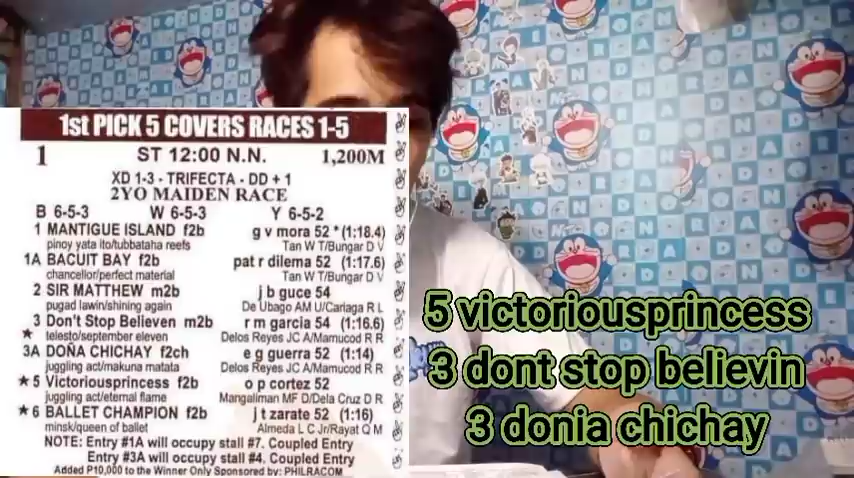 1st PICK 5 COVERS RACES 1-5
1 ST 12:00 N.N. 1,200M
XD 1-3 - TRIFECTA - DD + 1
2YO MAIDEN RACE
B 6-5-3 W 6-5-3 Y 6-5-2
1 MANTIGUE ISLAND f2b g v mora 52 * (1:18.4)
pinoy yata ito/tubbataha reefs Tan W T/Bungar D V
1A BACUIT BAY f2b pat r dilema 52 (1:17.6)
chancellor/perfect material Tan W T/Bungar D V
2 SIR MATTHEW m2b j b guce 54
pugad lawin/shining again De Ubago AM U/Cariaga R L
3 Don't Stop Believen m2b r m garcia 54 (1:16.6)
★ telesto/september eleven Delos Reyes JC A/Mamucod R R
3A DOÑA CHICHAY f2ch e g guerra 52 (1:14)
juggling act/makuna matata Delos Reyes JC A/Mamucod R R
★ 5 Victoriousprincess f2b o p cortez 52
juggling act/eternal flame Mangaliman MF D/Dela Cruz D R
★ 6 BALLET CHAMPION f2b j t zarate 52 (1:16)
minsk/queen of ballet Almeda L C Jr/Rayat Q M
NOTE: Entry #1A will occupy stall #7. Coupled Entry
Entry #3A will occupy stall #4. Coupled Entry
Added P10,000 to the Winner Only Sponsored by: PHILRACOM
5 victoriousprincess
3 dont stop believin
3 donia chichay